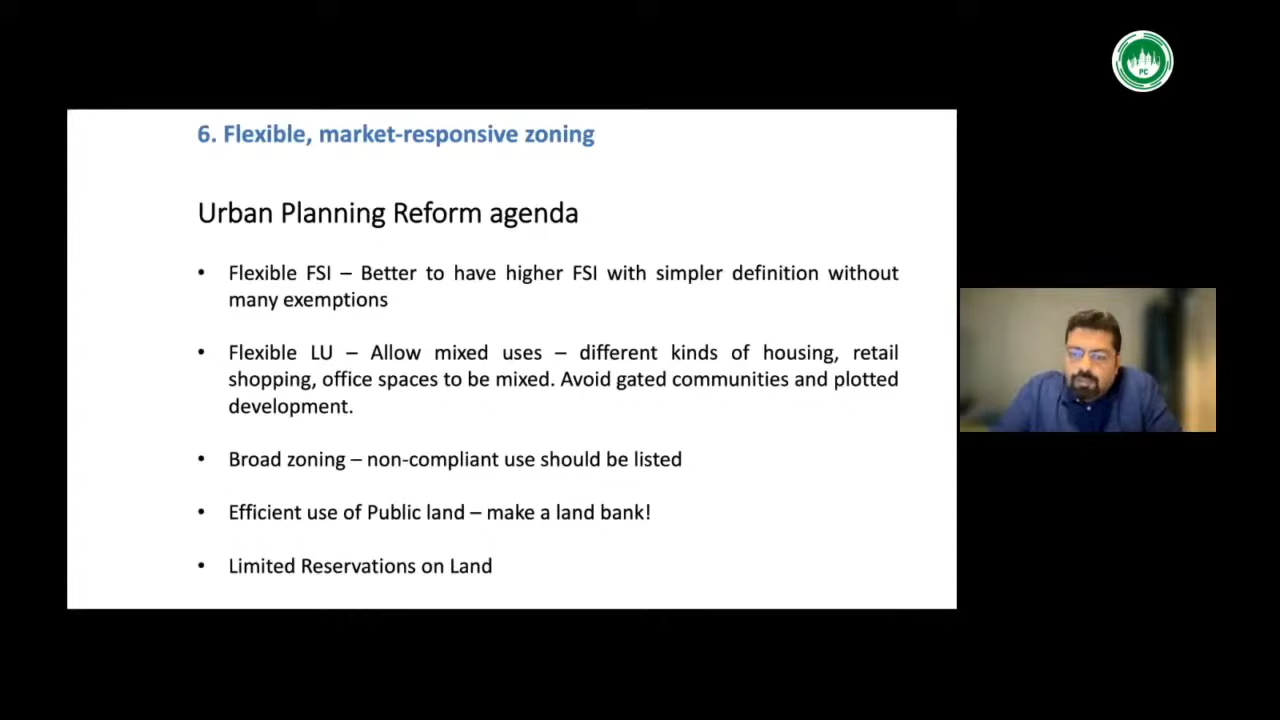 PC
6. Flexible, market-responsive zoning
Urban Planning Reform agenda
• Flexible FSI – Better to have higher FSI with simpler definition without
many exemptions
• Flexible LU – Allow mixed uses – different kinds of housing, retail
shopping, office spaces to be mixed. Avoid gated communities and plotted
development.
• Broad zoning – non-compliant use should be listed
• Efficient use of Public land – make a land bank!
• Limited Reservations on Land